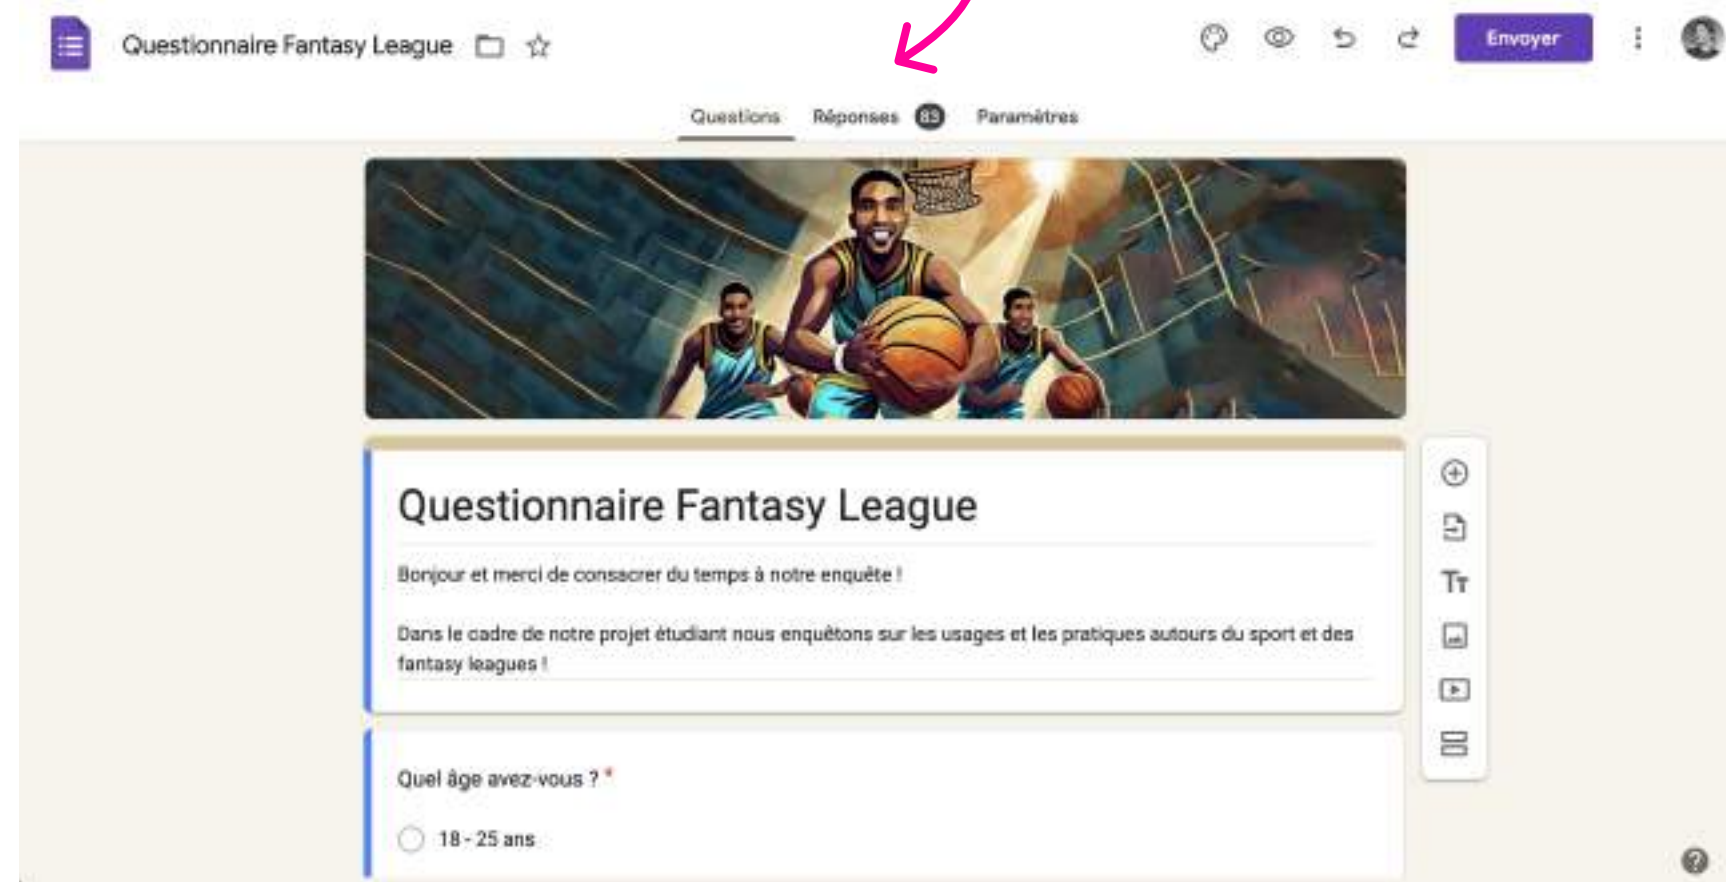 Questionnaire Fantasy League
Envoyer
Questions Réponses 83 Paramètres
Questionnaire Fantasy League
Bonjour et merci de consacrer du temps à notre enquête !
Dans le cadre de notre projet étudiant nous enquêtons sur les usages et les pratiques autours du sport et des
fantasy leagues !
Quel âge avez-vous ? *
18 - 25 ans